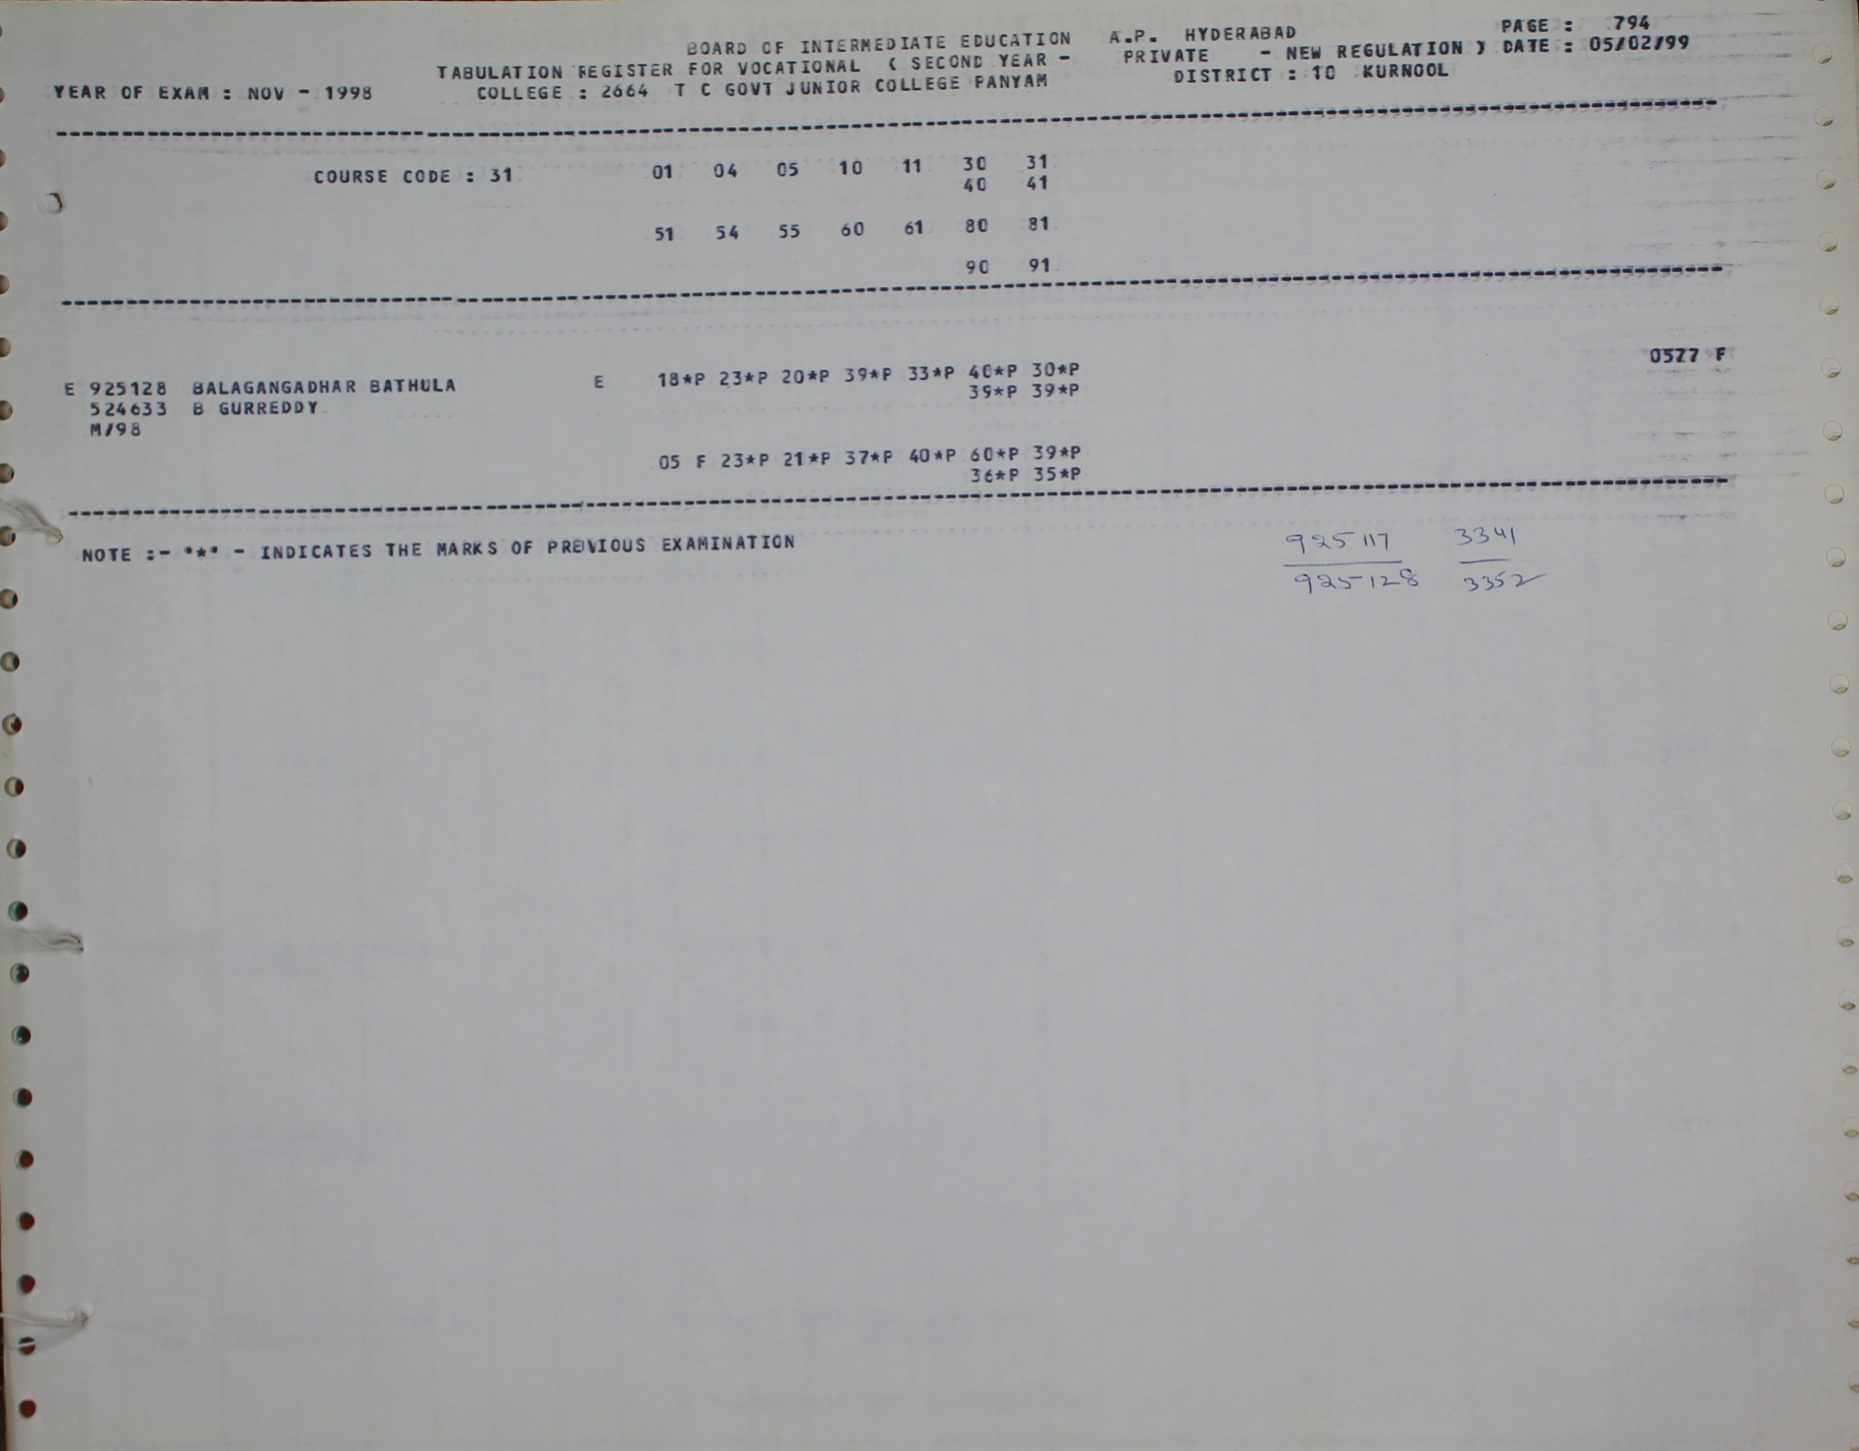 BOARD OF INTERMEDIATE EDUCATION A.P. HYDERABAD PAGE : 794
TABULATION REGISTER FOR VOCATIONAL ( SECOND YEAR - PRIVATE - NEW REGULATION ) DATE : 05/02/99
YEAR OF EXAM : NOV - 1998 COLLEGE : 2664 T C GOVT JUNIOR COLLEGE PANYAM DISTRICT : 10 KURNOOL
COURSE CODE : 31 01 04 05 10 11 30 31
40 41
51 54 55 60 61 80 81
90 91
E 925128 BALAGANGADHAR BATHULA E 18*P 23*P 20*P 39*P 33*P 40*P 30*P 0577 F
524633 B GURREDDY 39*P 39*P
M/98
05 F 23*P 21*P 37*P 40*P 60*P 39*P
36*P 35*P
NOTE :- "*" - INDICATES THE MARKS OF PREVIOUS EXAMINATION
925117 3341
925128 3352